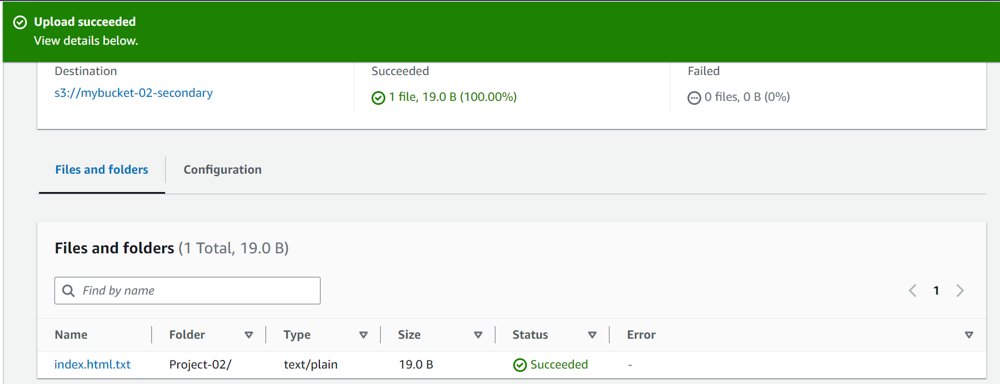 Upload succeeded
View details below.
Destination Succeeded Failed
s3://mybucket-02-secondary 1 file, 19.0 B (100.00%) 0 files, 0 B (0%)
Files and folders Configuration
Files and folders (1 Total, 19.0 B)
Find by name 1
Name Folder Type Size Status Error
index.html.txt Project-02/ text/plain 19.0 B Succeeded -